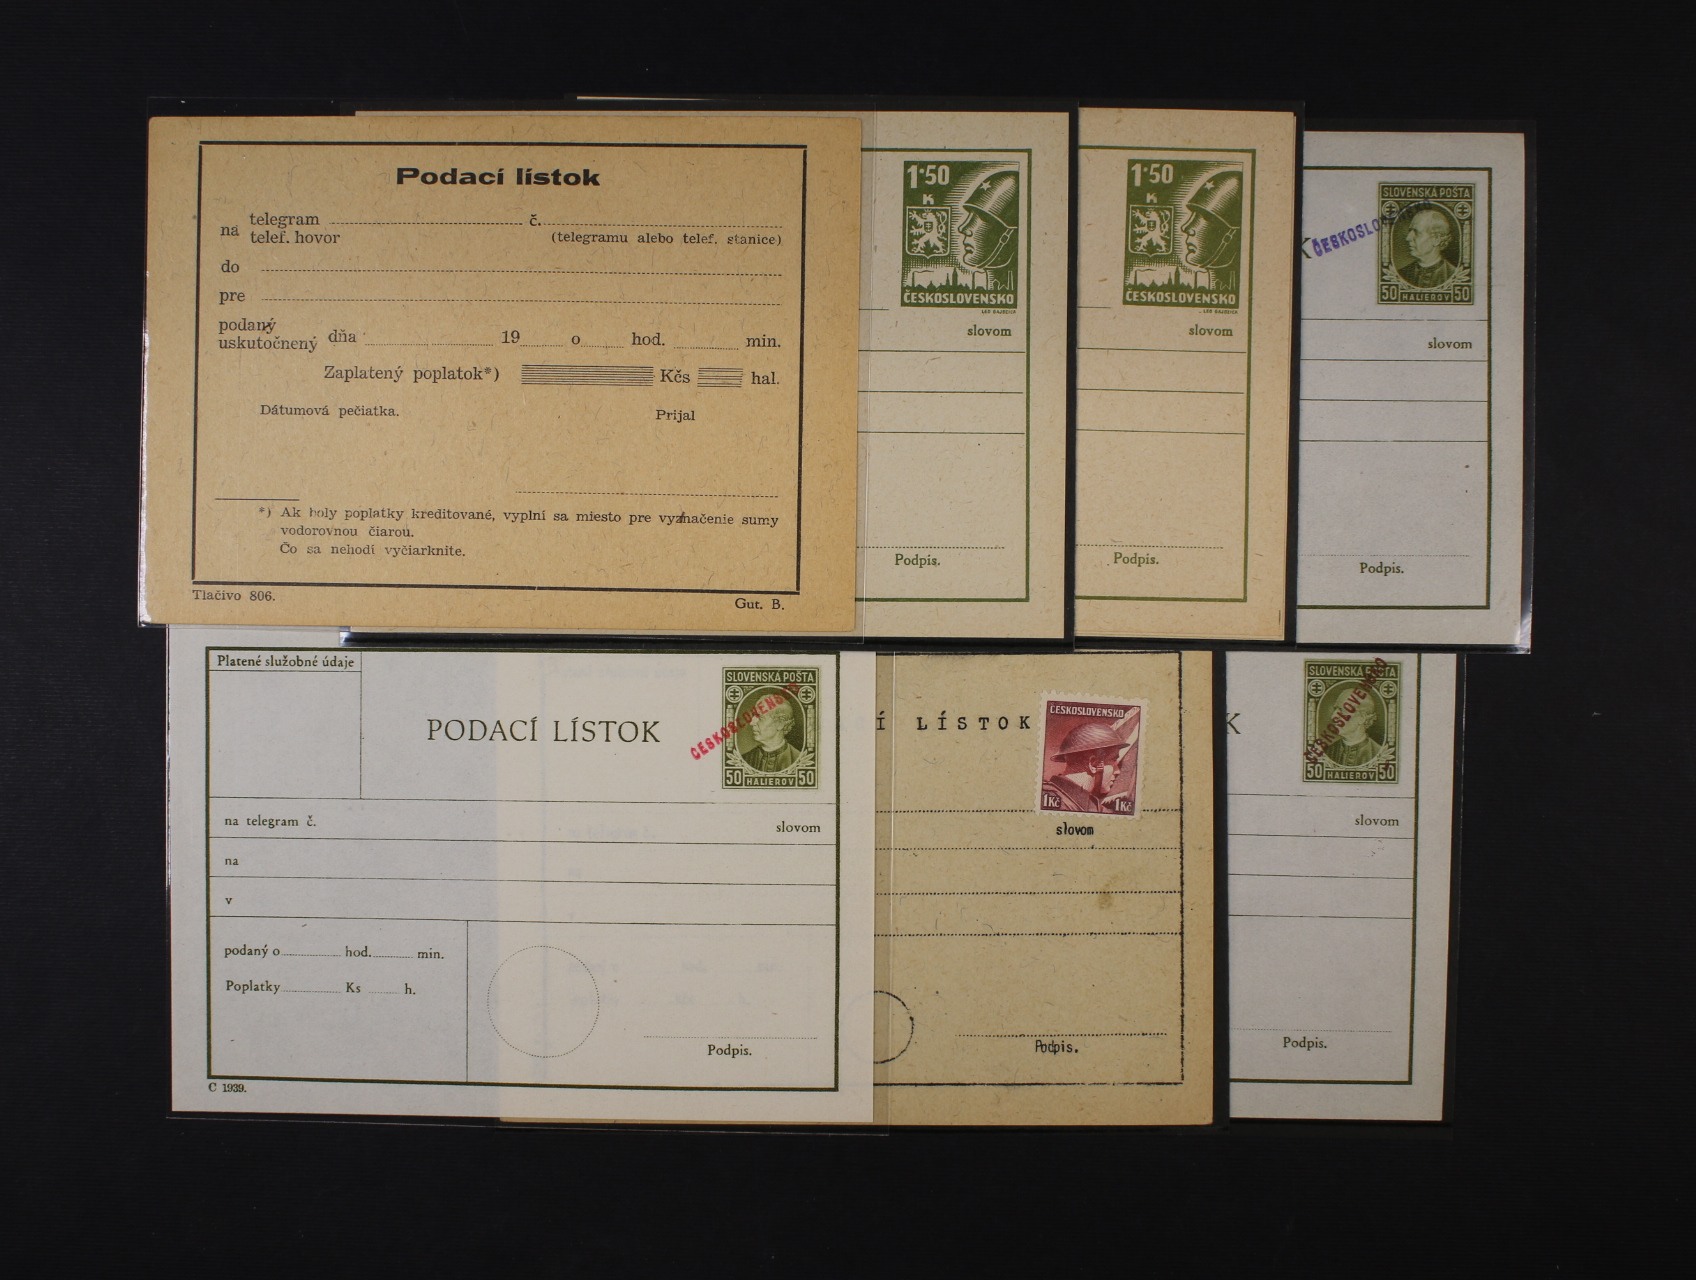 Podací lístok
na telegram č.
telef. hovor (telegramu alebo telef. stanice)
do
pre
podaný
uskutočnený dňa 19 o hod. min.
Zaplatený poplatok*) Kčs hal.
Dátumová pečiatka. Prijal
*) Ak boly poplatky kreditované, vyplní sa miesto pre vyznačenie sumy
vodorovnou čiarou.
Čo sa nehodí vyčiarknite.
Tlačivo 806. Gut. B.
1·50
K
ČESKOSLOVENSKO
slovom
Podpis.
1·50
K
ČESKOSLOVENSKO
slovom
Podpis.
K
SLOVENSKÁ POŠTA
50 HALIEROV 50
slovom
Podpis.
Platené služobné údaje
PODACÍ LÍSTOK
SLOVENSKÁ POŠTA
ČESKOSLOVENSKO
50 HALIEROV 50
na telegram č. slovom
na
v
podaný o hod. min.
Poplatky Ks h.
Podpis.
C 1939.
Í LÍSTOK
ČESKOSLOVENSKO
1Kč 1Kč
slovom
Podpis.
K
SLOVENSKÁ POŠTA
ČESKOSLOVENSKO
50 HALIEROV 50
slovom
Podpis.